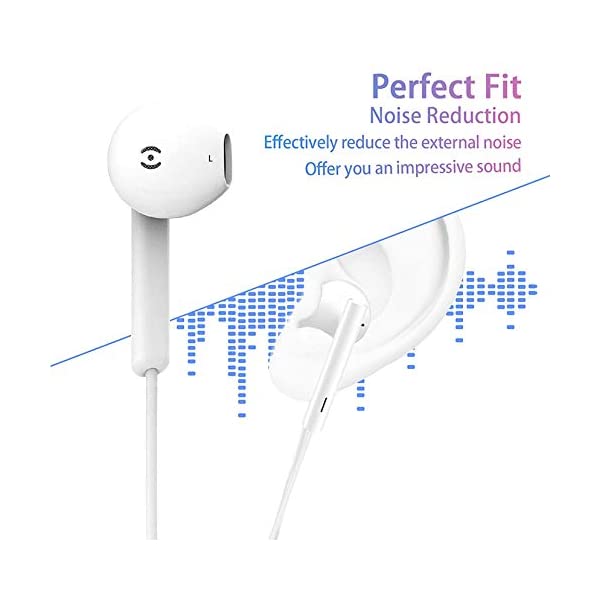 Perfect Fit
Noise Reduction
Effectively reduce the external noise
Offer you an impressive sound
L